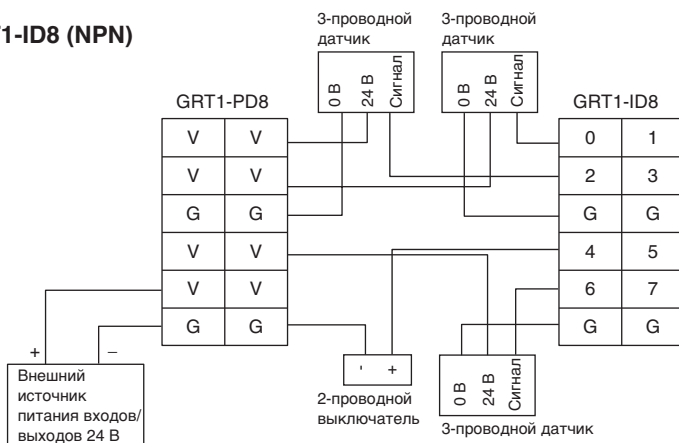 T1-ID8 (NPN)
3-проводной
датчик
0 В
24 В
Сигнал
3-проводной
датчик
0 В
24 В
Сигнал
GRT1-PD8
V V
V V
G G
V V
V V
G G
GRT1-ID8
0 1
2 3
G G
4 5
6 7
G G
+ –
Внешний
источник
питания входов/
выходов 24 В
- +
2-проводной
выключатель
0 В
24 В
Сигнал
3-проводной датчик